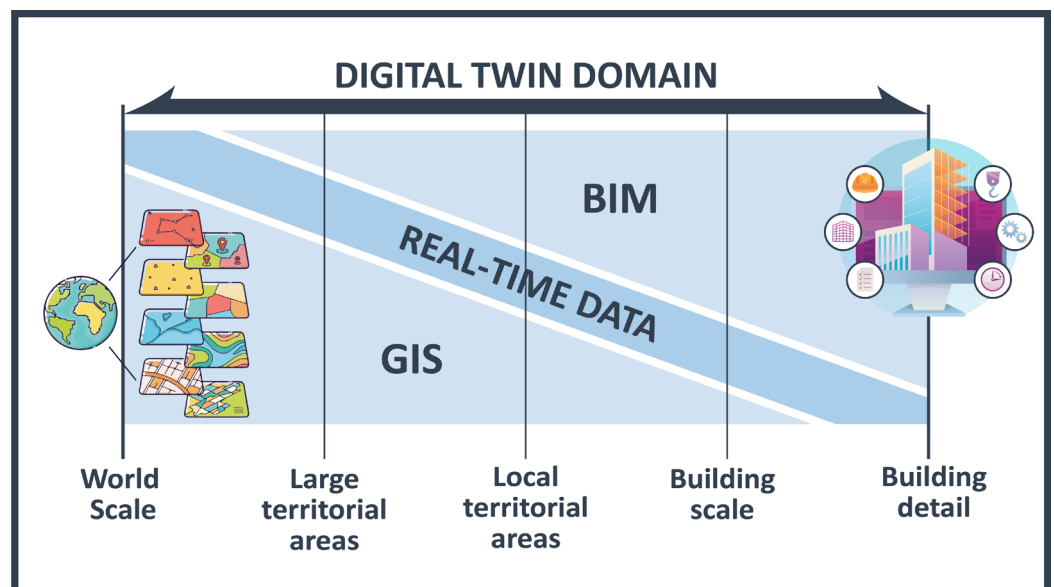 DIGITAL TWIN DOMAIN
BIM
REAL-TIME DATA
GIS
World
Scale
Large
territorial
areas
Local
territorial
areas
Building
scale
Building
detail